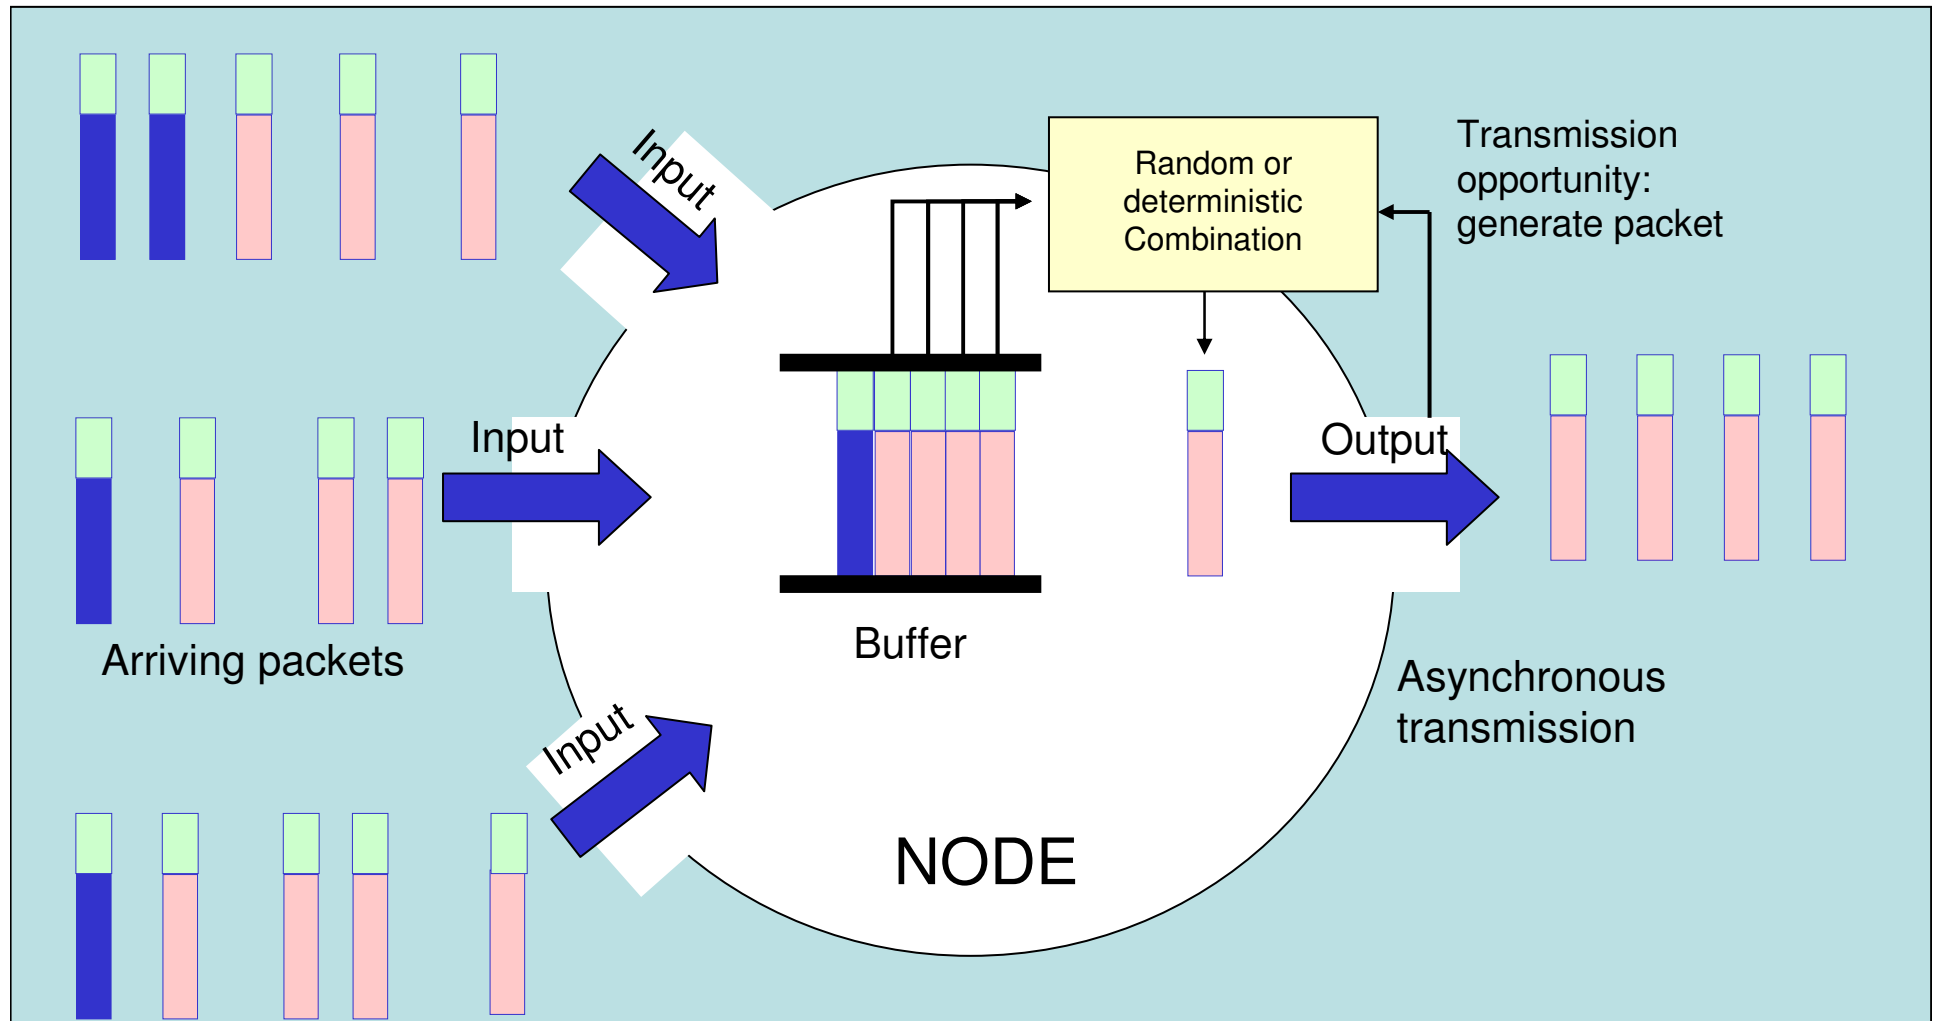 Input
Random or
deterministic
Combination
Transmission
opportunity:
generate packet
Input
Output
Arriving packets
Buffer
Asynchronous
transmission
Input
NODE